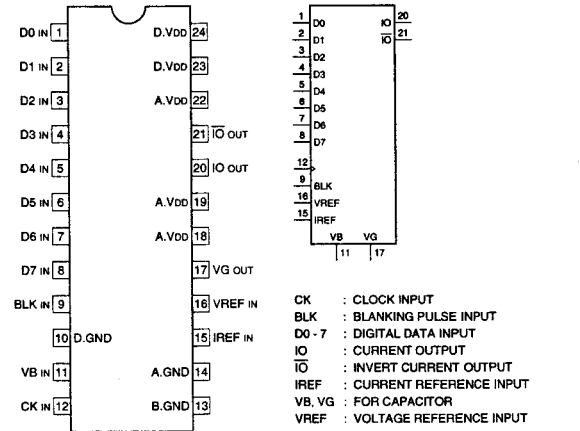 D0 IN 1 D.VDD 24
D1 IN 2 D.VDD 23
D2 IN 3 A.VDD 22
D3 IN 4 21 I̅O̅ OUT
D4 IN 5 20 IO OUT
D5 IN 6 A.VDD 19
D6 IN 7 A.VDD 18
D7 IN 8 17 VG OUT
BLK IN 9 16 VREF IN
10 D.GND 15 IREF IN
VB IN 11 A.GND 14
CK IN 12 B.GND 13
1 D0 IO 20
2 D1 I̅O̅ 21
3 D2
4 D3
5 D4
6 D5
7 D6
8 D7
12
9 BLK
16 VREF
15 IREF
VB VG
11 17
CK : CLOCK INPUT
BLK : BLANKING PULSE INPUT
D0 - 7 : DIGITAL DATA INPUT
IO : CURRENT OUTPUT
I̅O̅ : INVERT CURRENT OUTPUT
IREF : CURRENT REFERENCE INPUT
VB, VG : FOR CAPACITOR
VREF : VOLTAGE REFERENCE INPUT